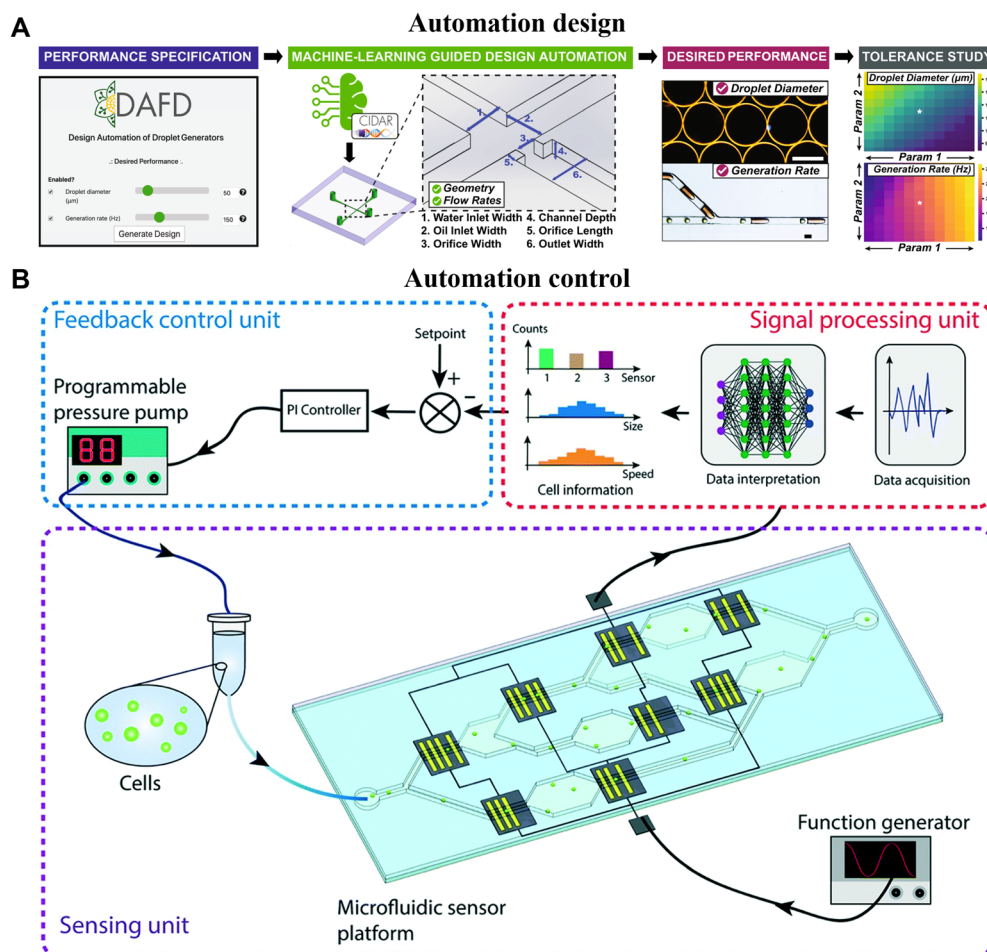 Automation design
A
PERFORMANCE SPECIFICATION
MACHINE-LEARNING GUIDED DESIGN AUTOMATION
DESIRED PERFORMANCE
TOLERANCE STUDY
DAFD
Design Automation of Droplet Generators
.: Desired Performance :.
Enabled?
Droplet diameter (μm)
50
Generation rate (Hz)
150
Generate Design
CIDAR
1.
2.
3.
4.
5.
6.
Geometry
Flow Rates
1. Water Inlet Width
2. Oil Inlet Width
3. Orifice Width
4. Channel Depth
5. Orifice Length
6. Outlet Width
Droplet Diameter
Generation Rate
Droplet Diameter (μm)
Param 2
Param 1
Generation Rate (Hz)
Param 2
Param 1
Automation control
B
Feedback control unit
Signal processing unit
Programmable
pressure pump
PI Controller
Setpoint
+
-
Counts
1 2 3 Sensor
Size
Speed
Cell information
Data interpretation
Data acquisition
Cells
Microfluidic sensor
platform
Function generator
Sensing unit